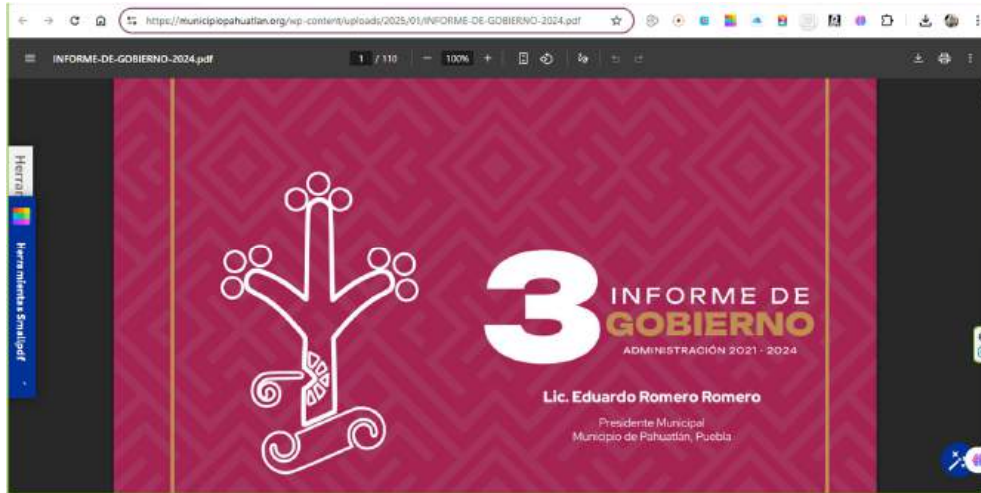 https://municipiopahuatlan.org/wp-content/uploads/2025/01/INFORME-DE-GOBIERNO-2024.pdf
INFORME-DE-GOBIERNO-2024.pdf
1 / 110
100%
Herra
Herramientas Smallpdf
3
INFORME DE
GOBIERNO
ADMINISTRACIÓN 2021 - 2024
Lic. Eduardo Romero Romero
Presidente Municipal
Municipio de Pahuatlán, Puebla